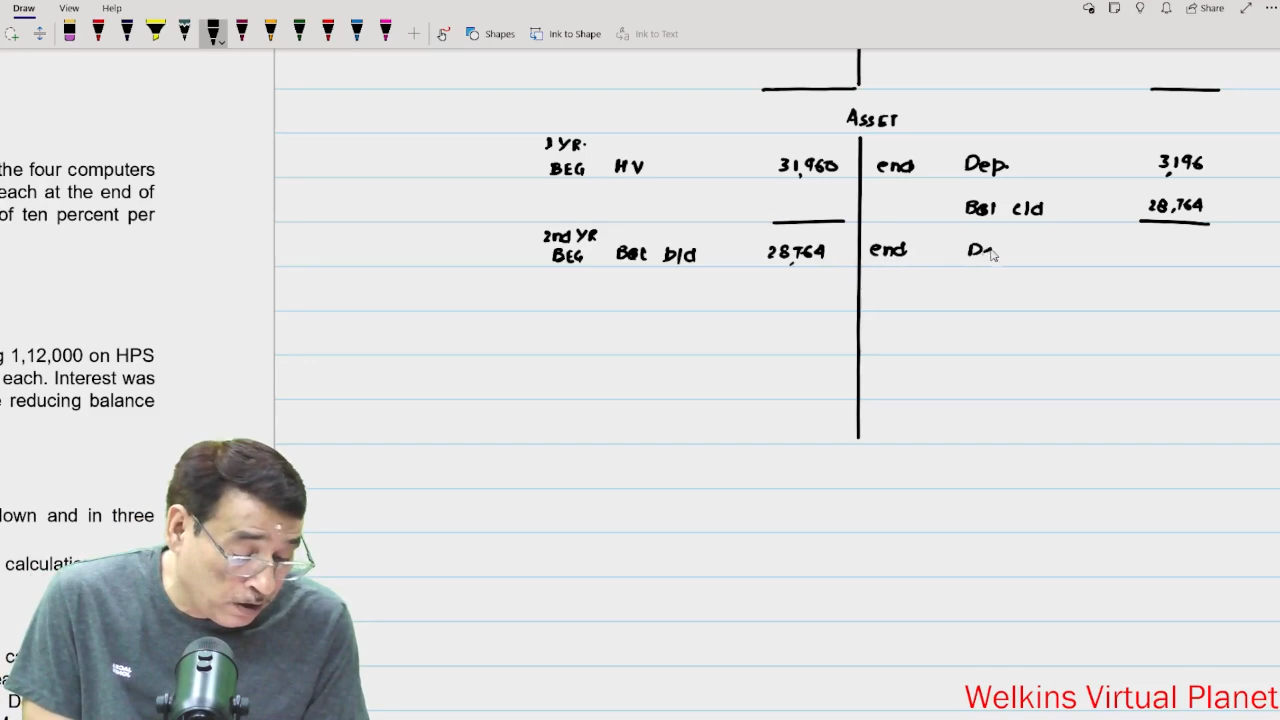 Draw View Help Share
Shapes Ink to Shape Ink to Text
ASSET
1 YR.
the four computers
BEG HV 31,960 end Dep. 3,196
each at the end of
of ten percent per
Bal c/d 28,764
2nd YR
BEG Bal b/d 28,764 end
1,12,000 on HPS
each. Interest was
reducing balance
down and in three
Welkins Virtual Planet